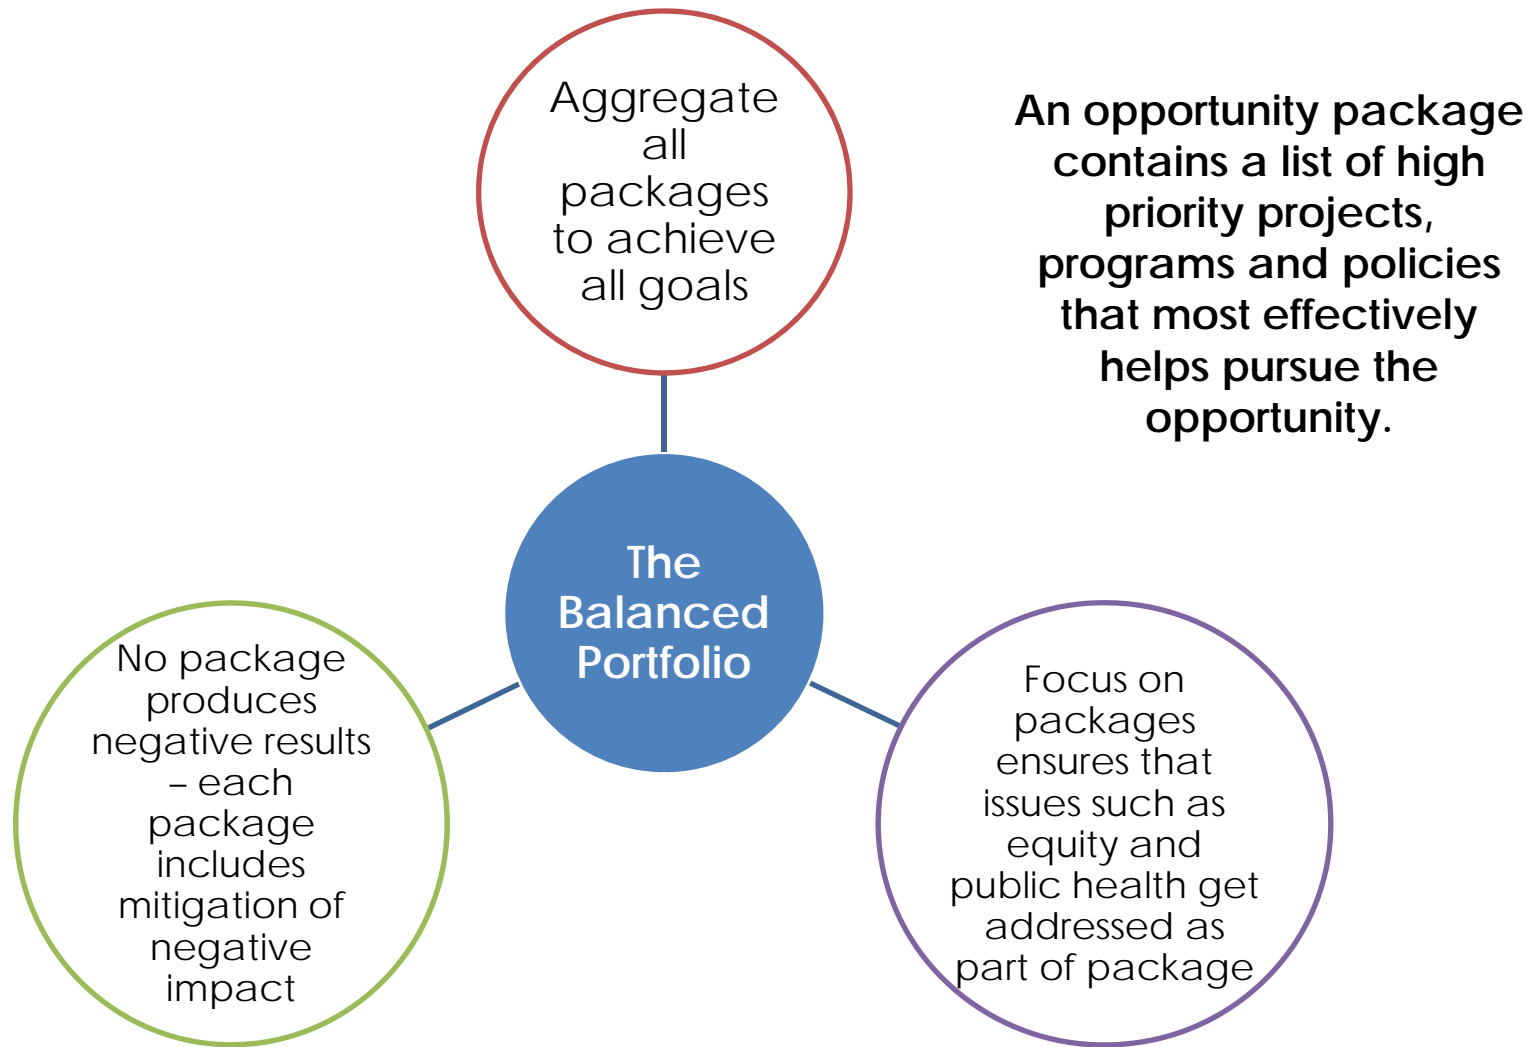 Aggregate
all
packages
to achieve
all goals
An opportunity package
contains a list of high
priority projects,
programs and policies
that most effectively
helps pursue the
opportunity.
The
Balanced
Portfolio
No package
produces
negative results
– each
package
includes
mitigation of
negative
impact
Focus on
packages
ensures that
issues such as
equity and
public health get
addressed as
part of package